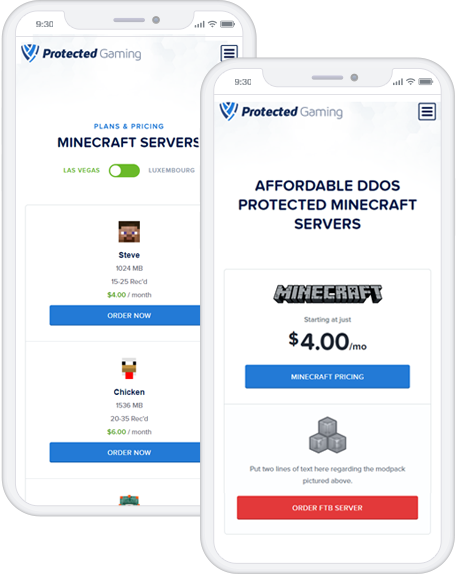 9:30
Protected Gaming
PLANS & PRICING
MINECRAFT SERVERS
LAS VEGAS LUXEMBOURG
Steve
1024 MB
15-25 Rec'd
$4.00 / month
ORDER NOW
Chicken
1536 MB
20-35 Rec'd
$6.00 / month
ORDER NOW
9:30
Protected Gaming
AFFORDABLE DDOS
PROTECTED MINECRAFT
SERVERS
MINECRAFT
Starting at just
$4.00/mo
MINECRAFT PRICING
Put two lines of text here regarding the modpack
pictured above.
ORDER FTB SERVER